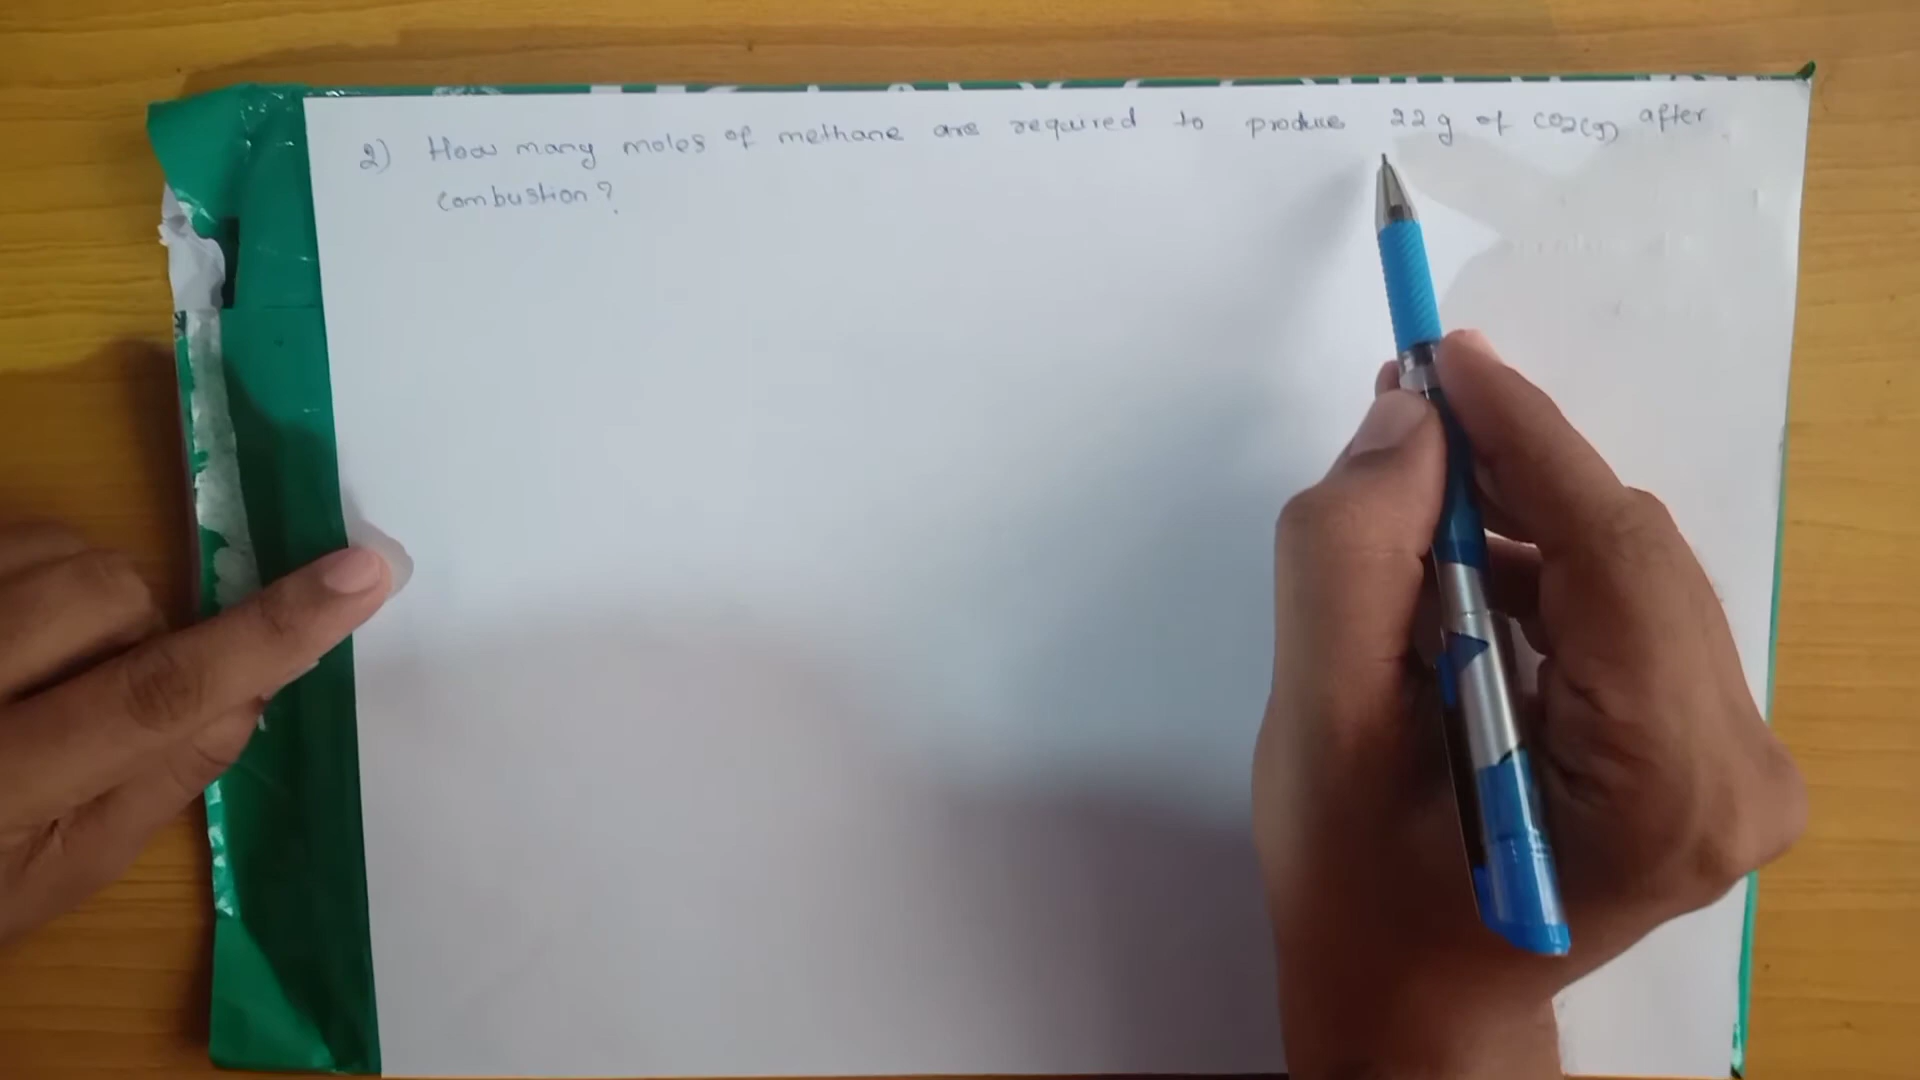 2) How many moles of methane are required to produce 22g of CO2(g) after
combustion?